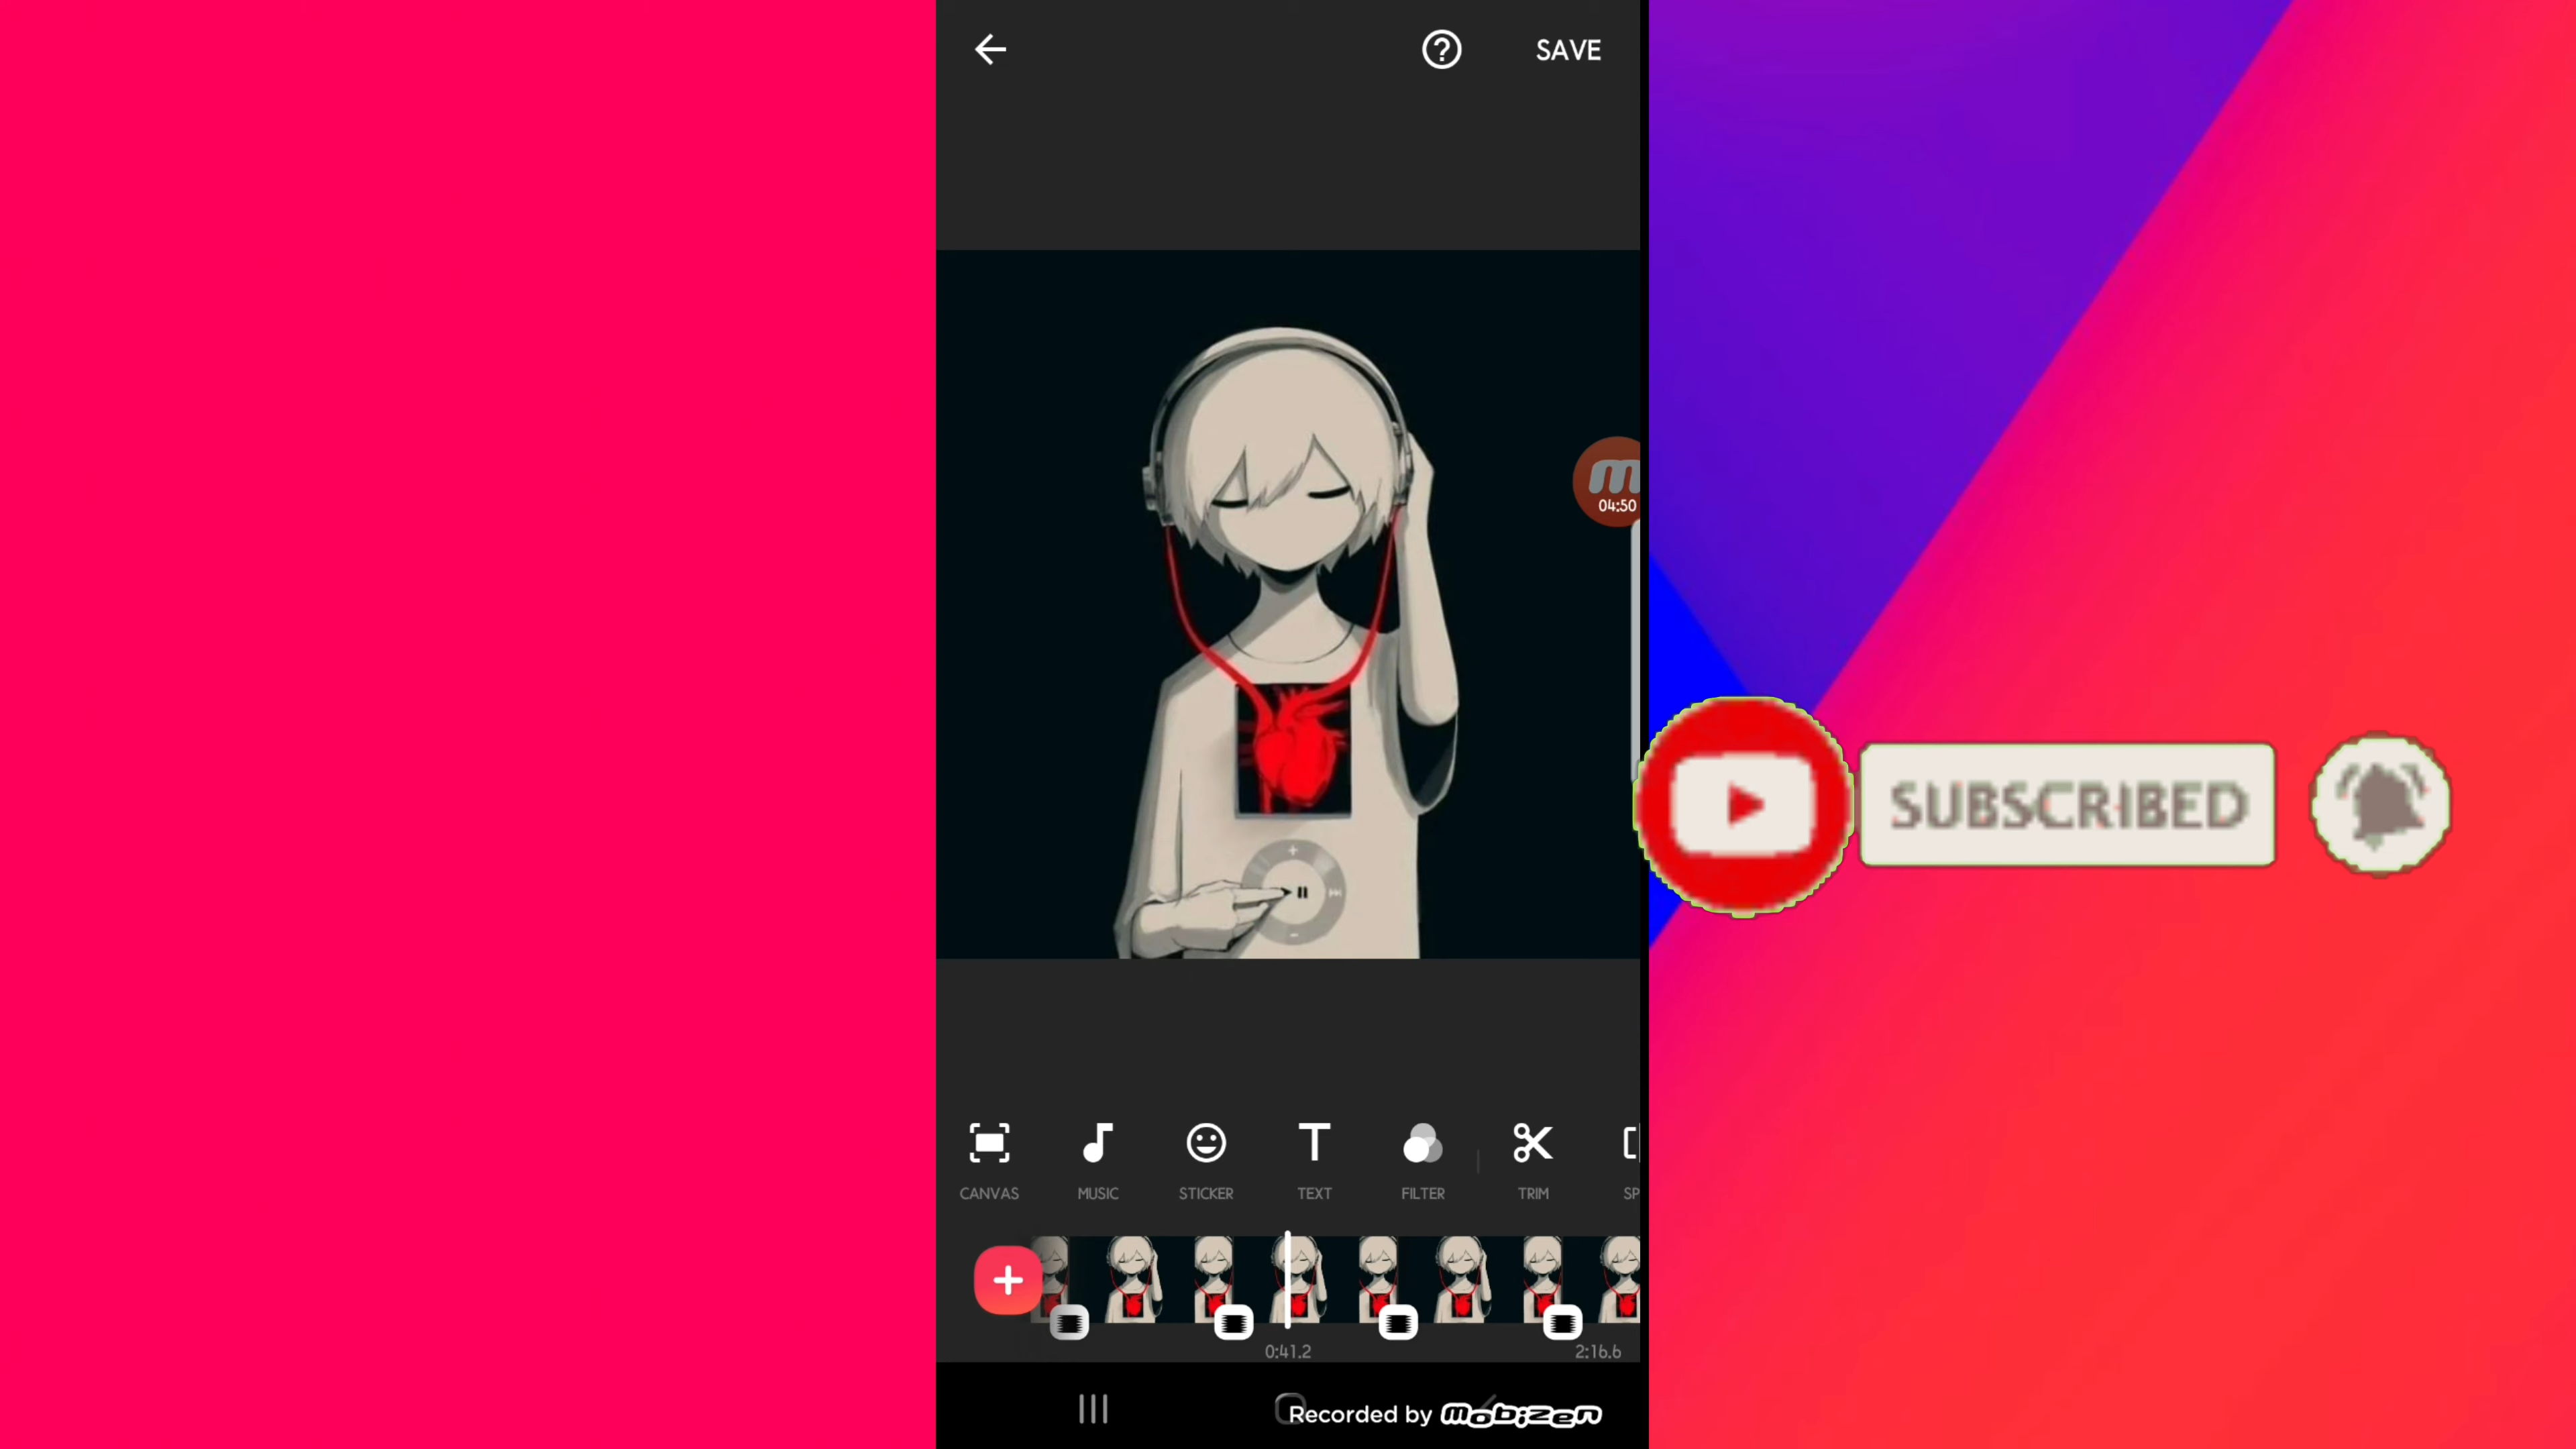 SAVE
04:50
SUBSCRIBED
CANVAS
MUSIC
STICKER
TEXT
FILTER
TRIM
SP
0:41.2
2:16.6
Recorded by mobizen